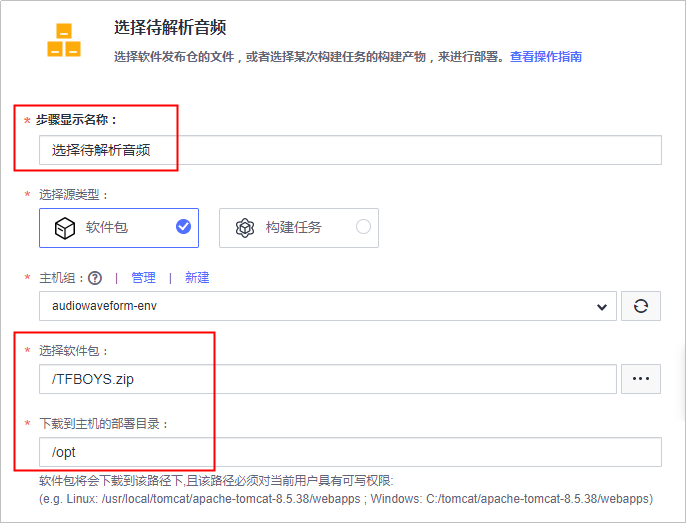 选择待解析音频
选择软件发布仓的文件，或者选择某次构建任务的构建产物，来进行部署。查看操作指南
* 步骤显示名称：
选择待解析音频
* 选择源类型：
软件包 构建任务
* 主机组：? | 管理 | 新建
audiowaveform-env
* 选择软件包：
/TFBOYS.zip ...
* 下载到主机的部署目录：
/opt
软件包将会下载到该路径下,且该路径必须对当前用户具有可写权限:
(e.g. Linux: /usr/local/tomcat/apache-tomcat-8.5.38/webapps ; Windows: C:/tomcat/apache-tomcat-8.5.38/webapps)